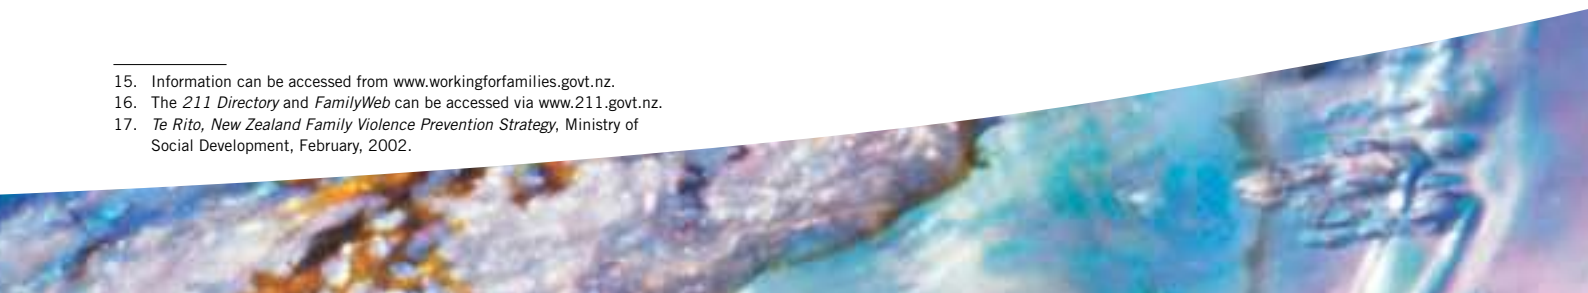 15. Information can be accessed from www.workingforfamilies.govt.nz.
16. The 211 Directory and FamilyWeb can be accessed via www.211.govt.nz.
17. Te Rito, New Zealand Family Violence Prevention Strategy, Ministry of
Social Development, February, 2002.